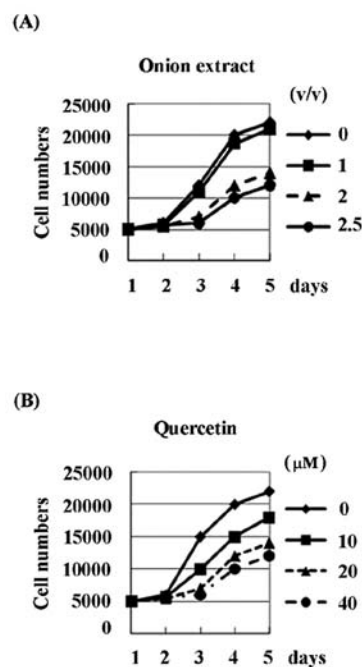 (A)
Onion extract
(v/v)
25000
20000
15000
10000
5000
0
Cell numbers
0
1
2
2.5
1 2 3 4 5 days
(B)
Quercetin
(μM)
25000
20000
15000
10000
5000
0
Cell numbers
0
10
20
40
1 2 3 4 5 days